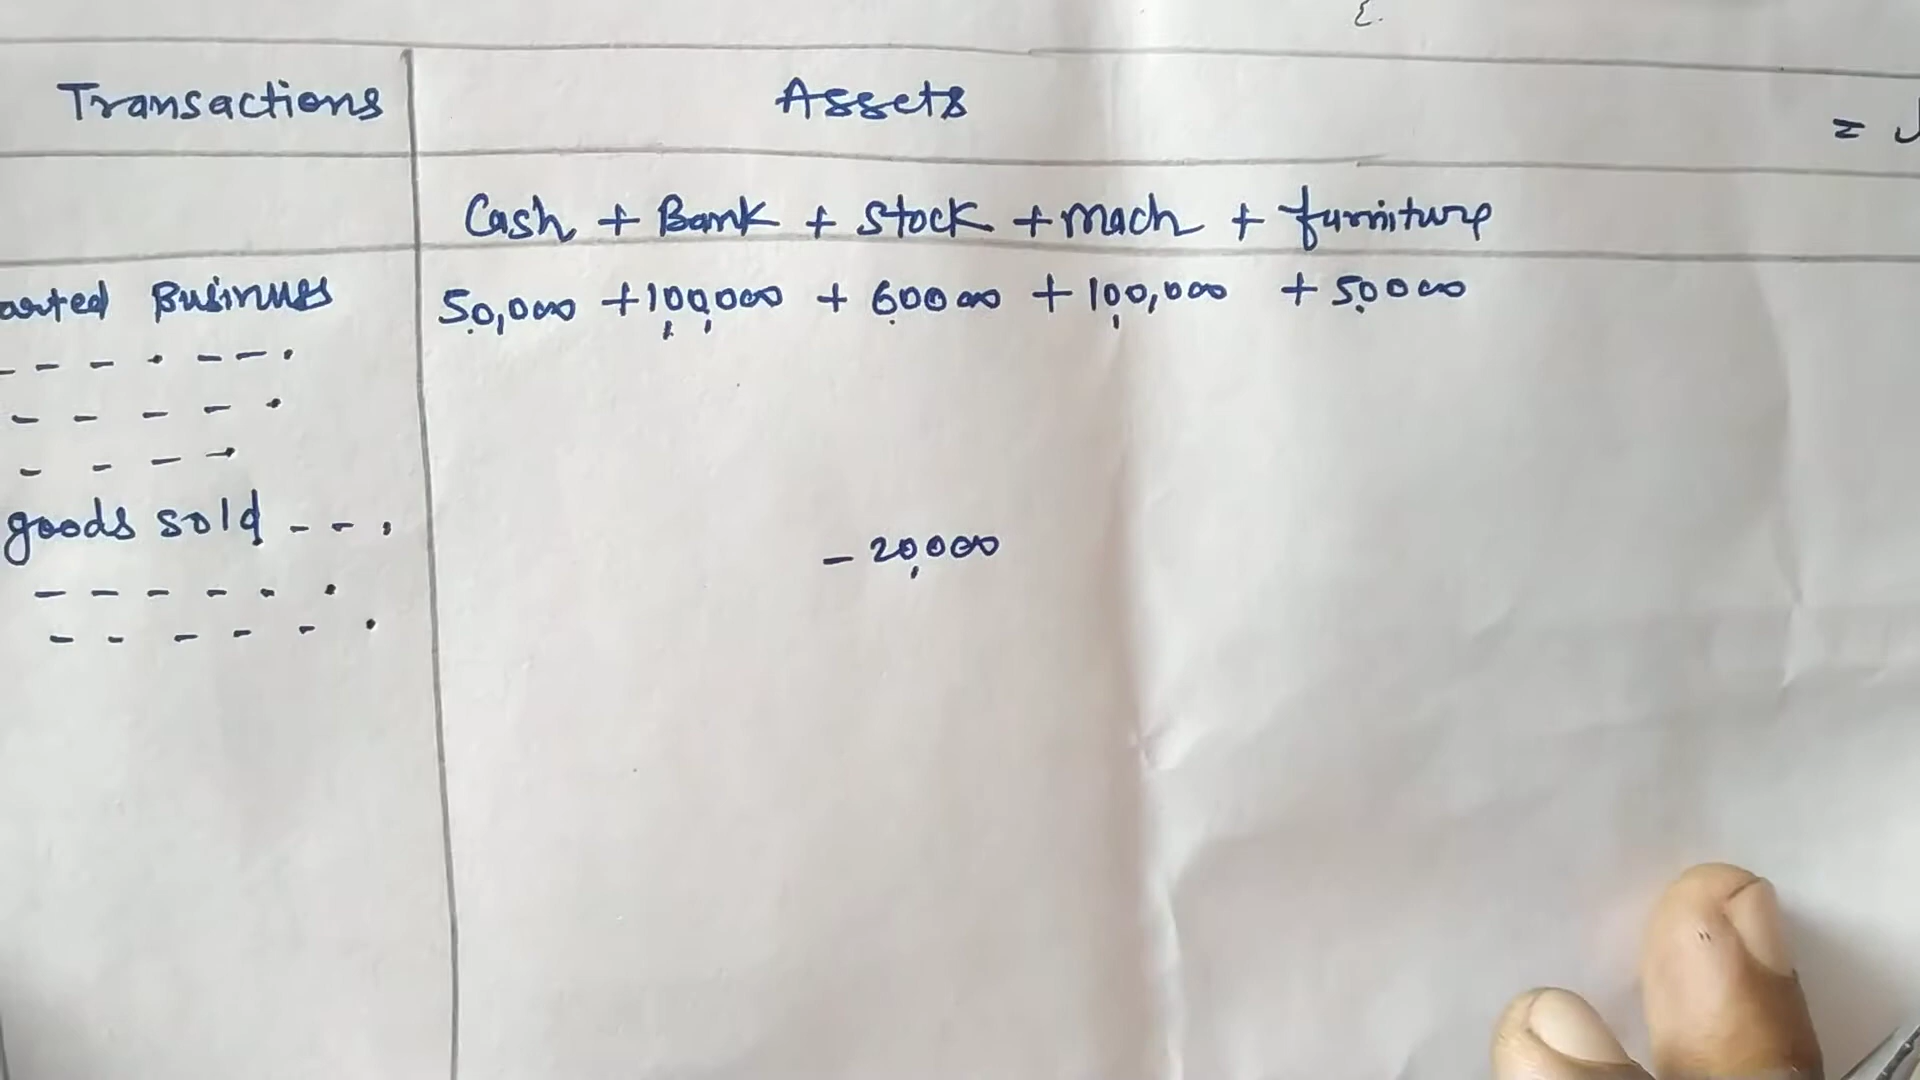 Transactions Assets =
Cash + Bank + Stock + mach + furniture
arted Business 50,000 + 100,000 + 60000 + 100,000 + 50000
goods sold - - .
- 20,000